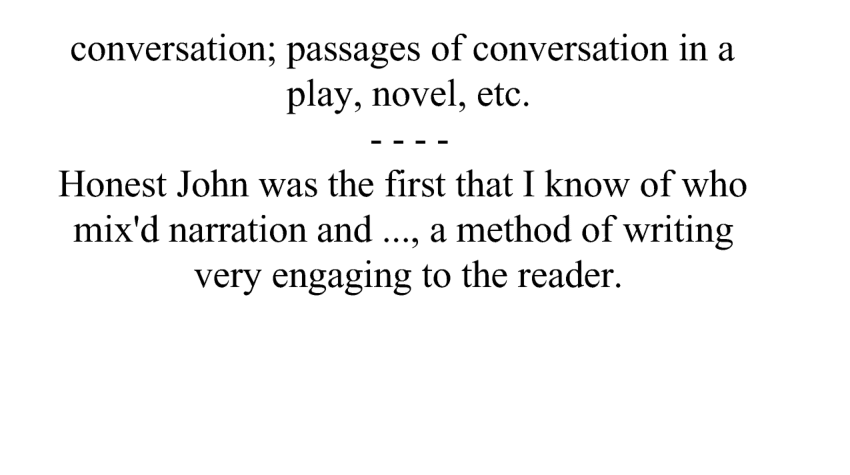 conversation; passages of conversation in a
play, novel, etc.
- - - -
Honest John was the first that I know of who
mix'd narration and ..., a method of writing
very engaging to the reader.